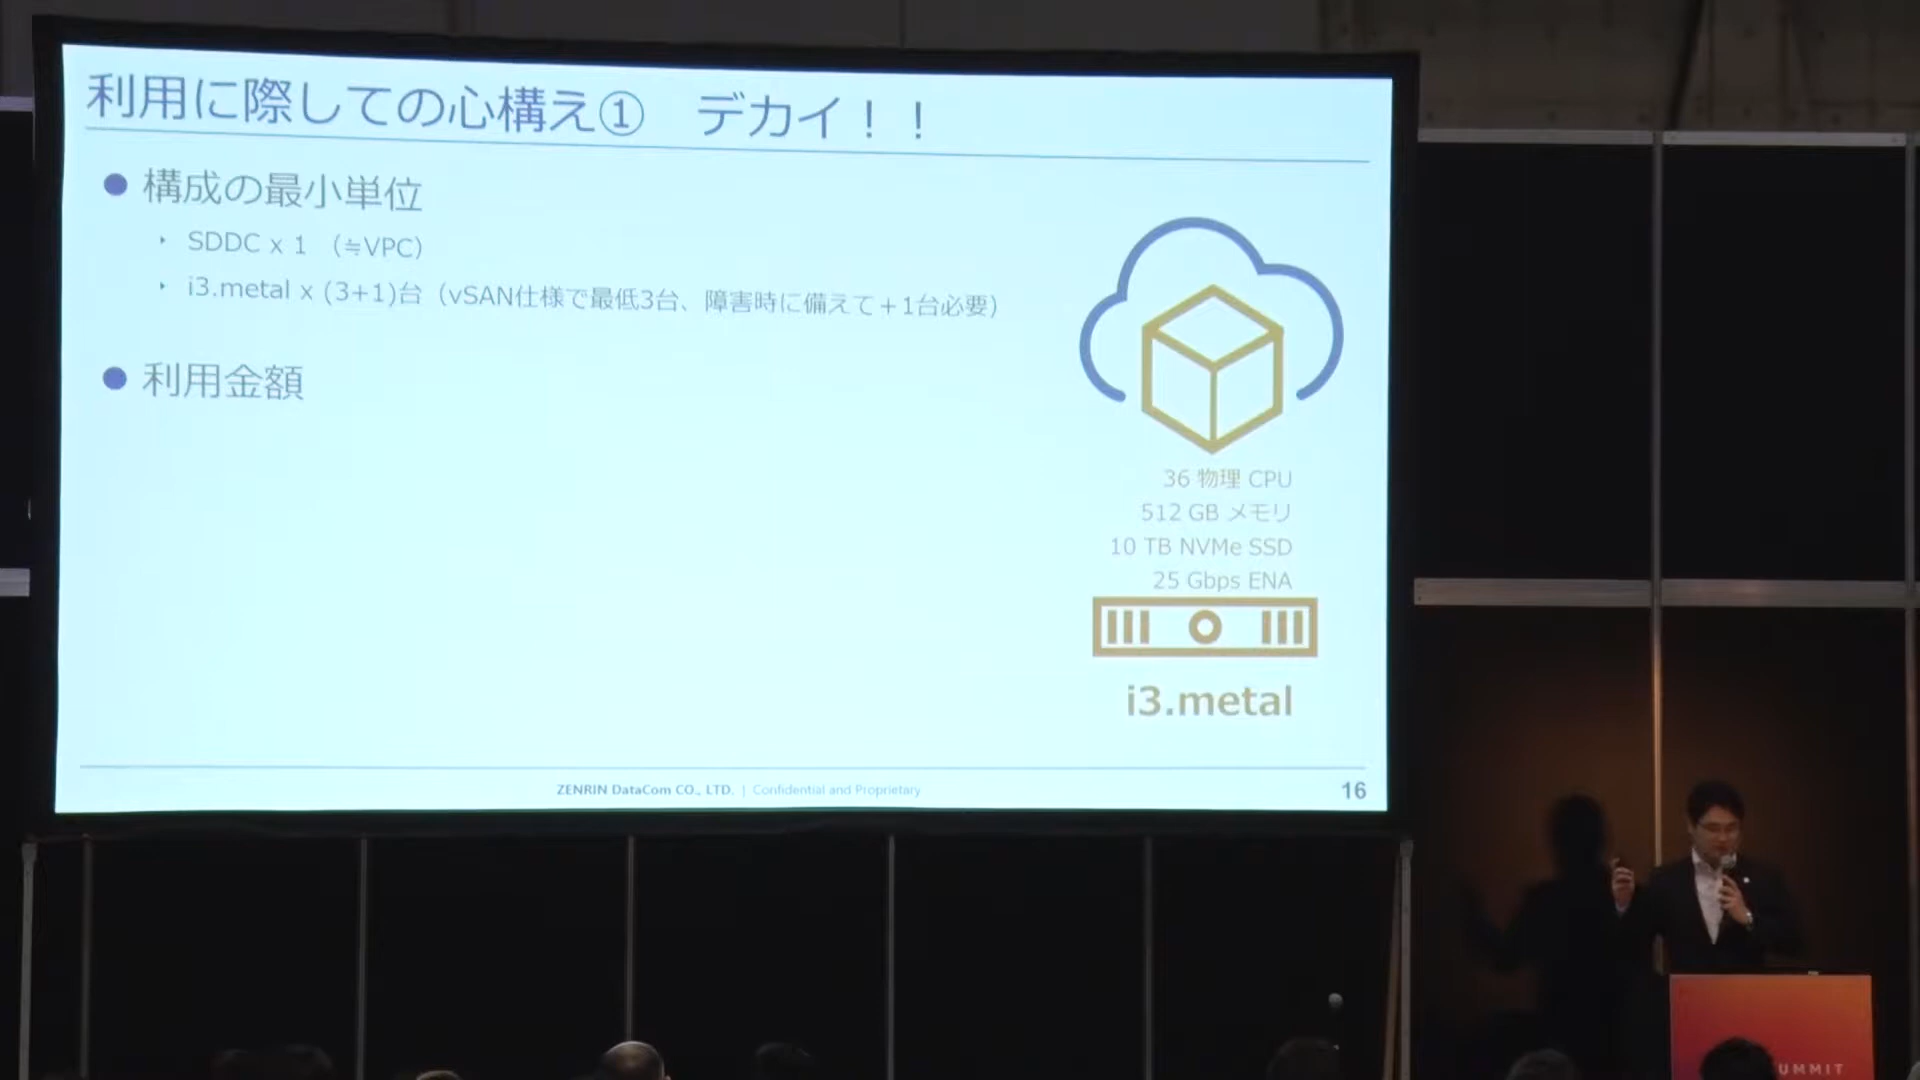 利用に際しての心構え① デカイ！！
● 構成の最小単位
‣ SDDC x 1 （≒VPC）
‣ i3.metal x (3+1)台（vSAN仕様で最低3台、障害時に備えて＋1台必要）
● 利用金額
36 物理 CPU
512 GB メモリ
10 TB NVMe SSD
25 Gbps ENA
i3.metal
ZENRIN DataCom CO., LTD. | Confidential and Proprietary
16
UMMIT